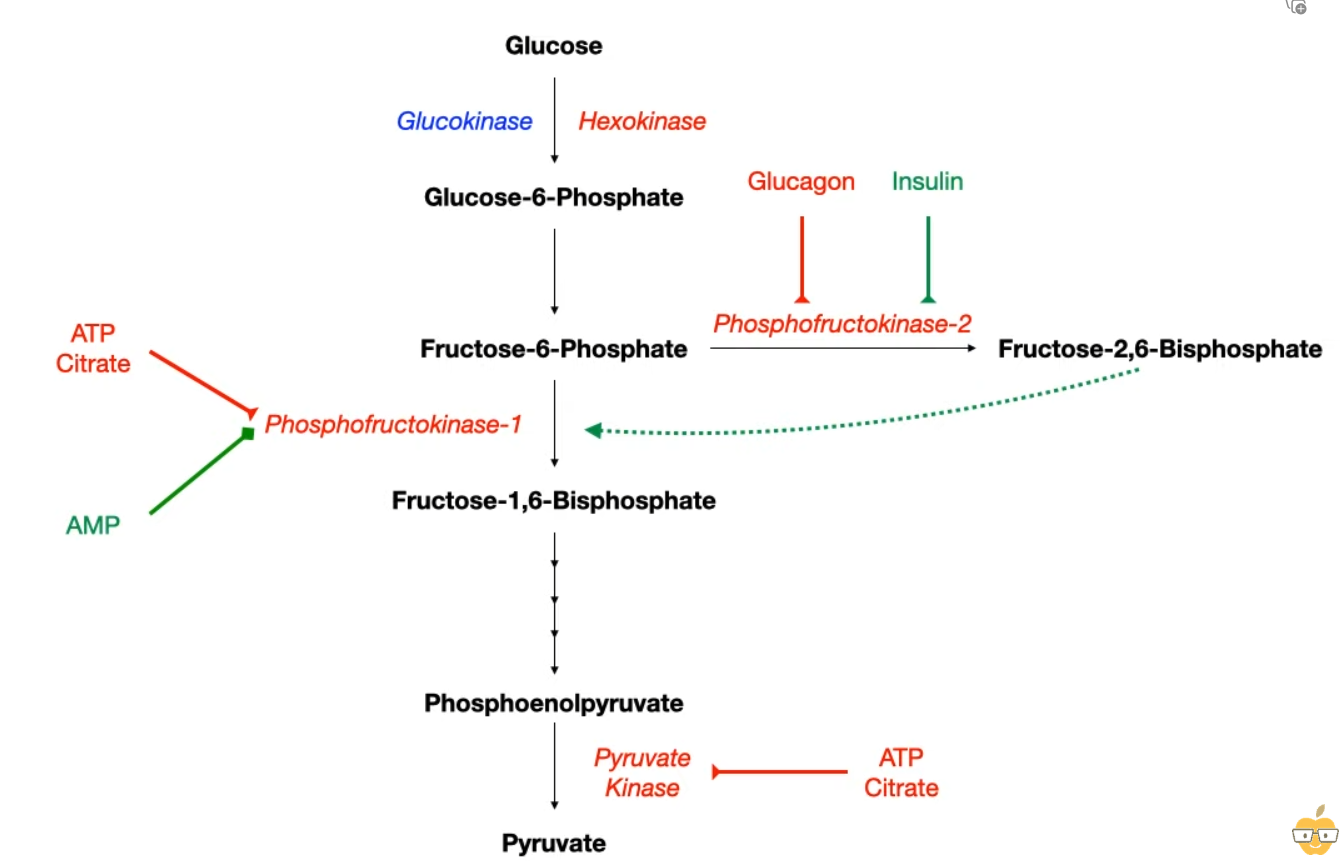 Glucose
Glucokinase Hexokinase
Glucose-6-Phosphate
Glucagon Insulin
Phosphofructokinase-2
ATP
Citrate
Fructose-6-Phosphate
Fructose-2,6-Bisphosphate
Phosphofructokinase-1
AMP
Fructose-1,6-Bisphosphate
Phosphoenolpyruvate
Pyruvate
Kinase
ATP
Citrate
Pyruvate